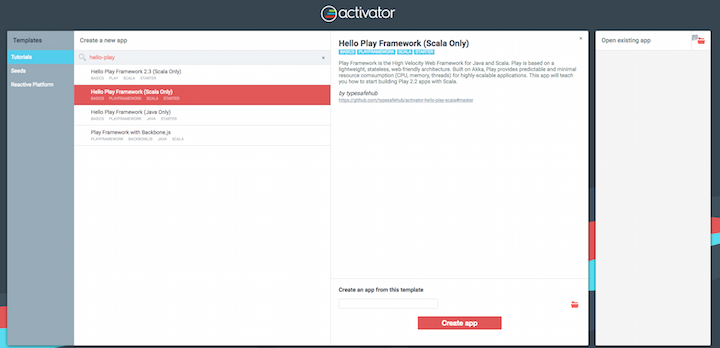 activator
Templates
Tutorials
Seeds
Reactive Platform
Create a new app
hello-play
Hello Play Framework 2.3 (Scala Only)
BASICS PLAY SCALA STARTER
Hello Play Framework (Scala Only)
BASICS PLAYFRAMEWORK SCALA STARTER
Hello Play Framework (Java Only)
BASICS PLAYFRAMEWORK JAVA STARTER
Play Framework with Backbone.js
PLAYFRAMEWORK BACKBONEJS JAVA SCALA
Hello Play Framework (Scala Only)
BASICS PLAYFRAMEWORK SCALA STARTER
Play Framework is the High Velocity Web Framework for Java and Scala. Play is based on a
lightweight, stateless, web-friendly architecture. Built on Akka, Play provides predictable and minimal
resource comsumption (CPU, memory, threads) for highly-scalable applications. This app will teach
you how to start building Play 2.2 apps with Scala.
by typesafehub
https://github.com/typesafehub/activator-hello-play-scala#master
Create an app from this template
Create app
Open existing app